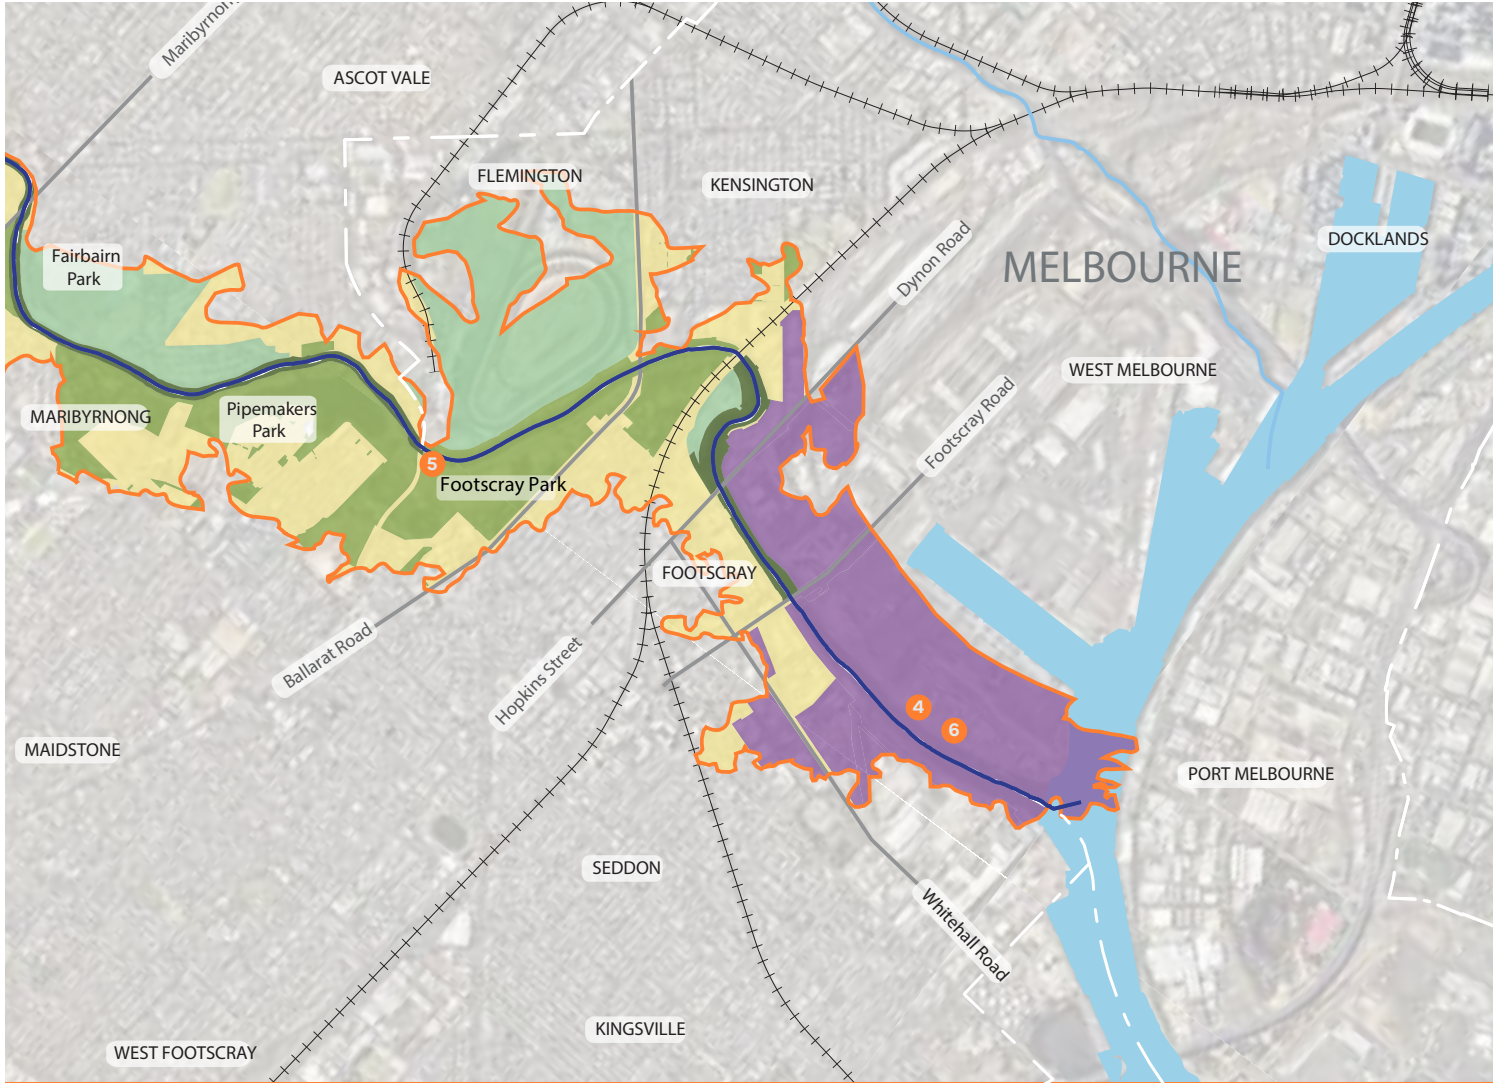 Maribyrnon
ASCOT VALE
FLEMINGTON
KENSINGTON
Dynon Road
MELBOURNE
DOCKLANDS
Fairbairn
Park
WEST MELBOURNE
MARIBYRNONG
Pipemakers
Park
Footscray Road
5
Footscray Park
FOOTSCRAY
Ballarat Road
Hopkins Street
4
6
MAIDSTONE
PORT MELBOURNE
SEDDON
Whitehall Road
KINGSVILLE
WEST FOOTSCRAY